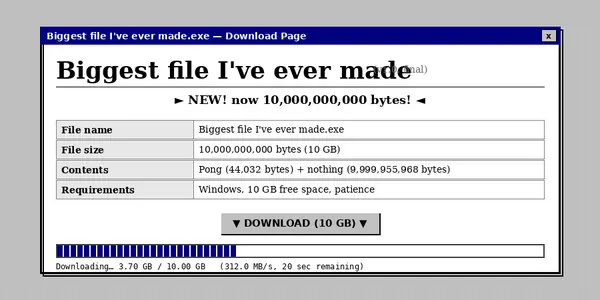 Biggest file I've ever made.exe — Download Page
x
Biggest file I've ever made
► NEW! now 10,000,000,000 bytes! ◄
File name Biggest file I've ever made.exe
File size 10,000,000,000 bytes (10 GB)
Contents Pong (44,032 bytes) + nothing (9,999,955,968 bytes)
Requirements Windows, 10 GB free space, patience
▼ DOWNLOAD (10 GB) ▼
Downloading… 3.70 GB / 10.00 GB (312.0 MB/s, 20 sec remaining)